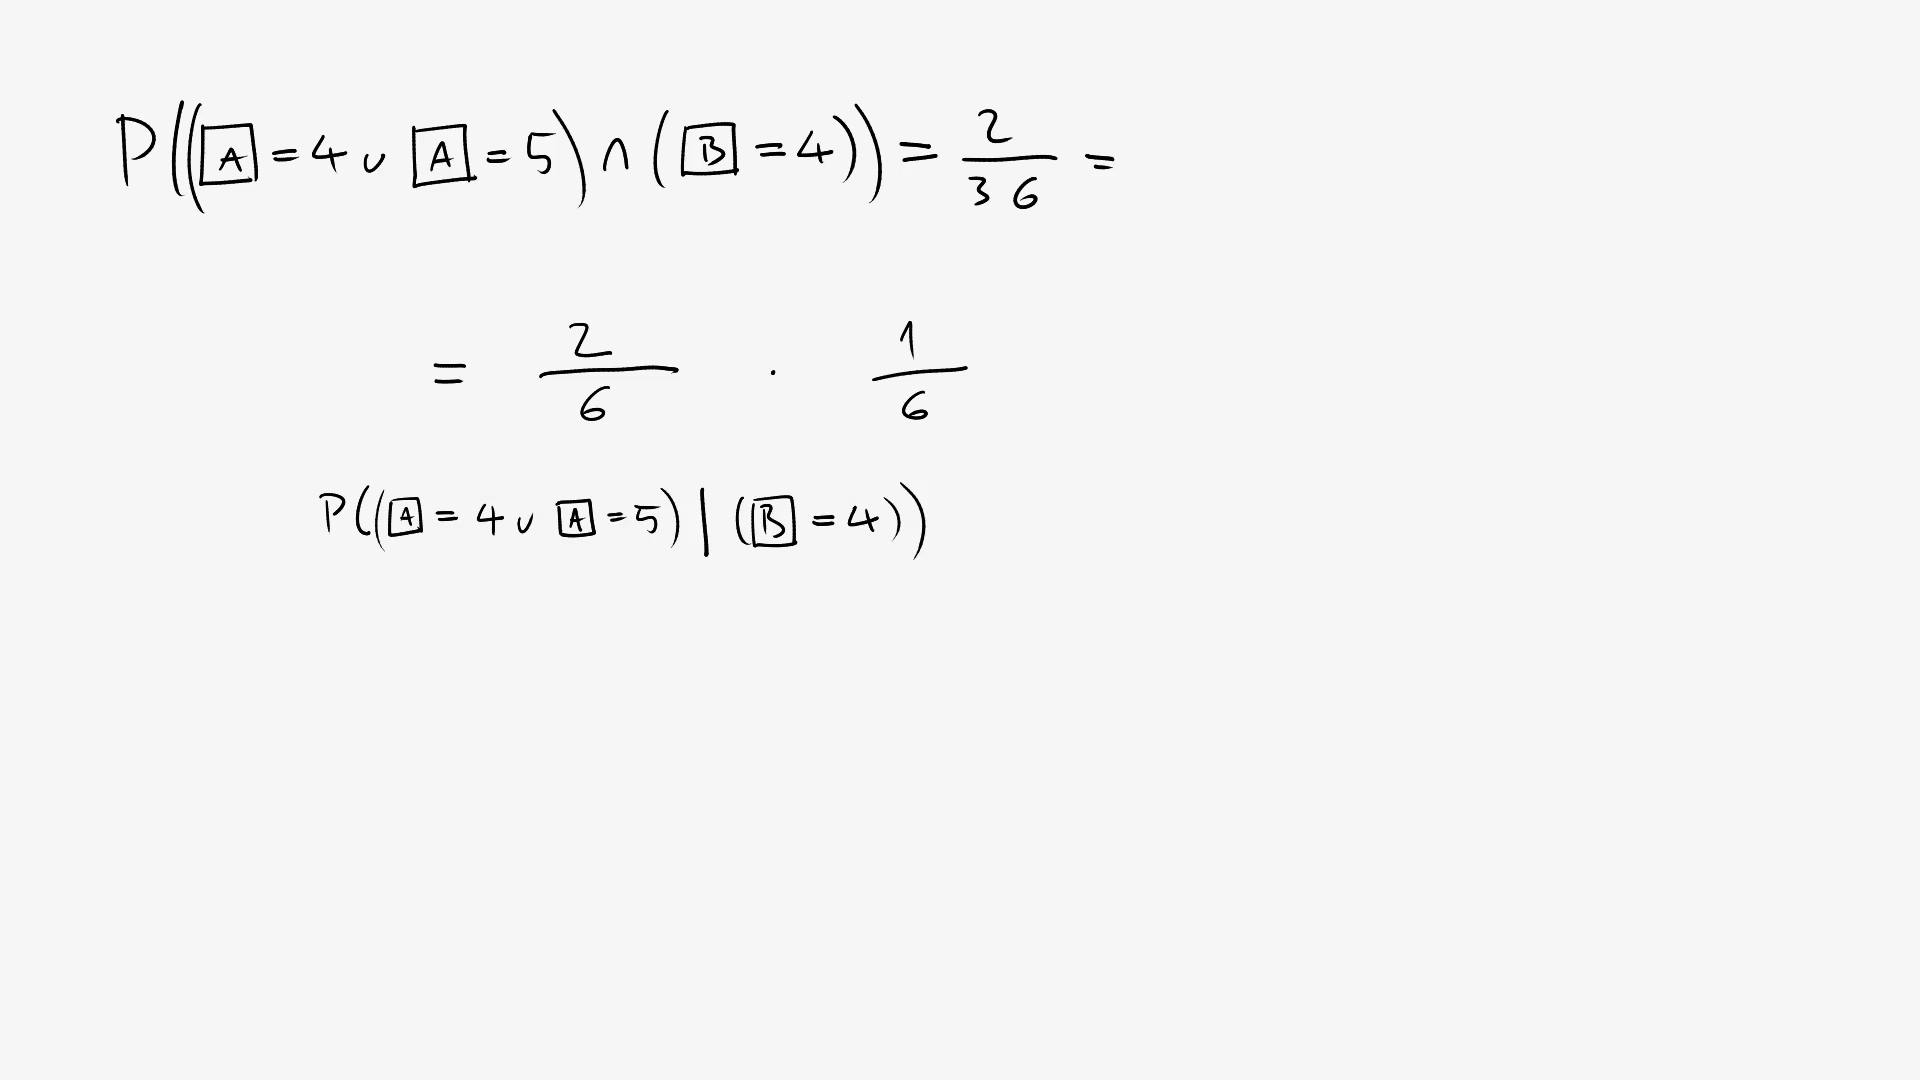 P((A = 4 ∪ A = 5) ∩ (B = 4)) = 2/36 =
= 2/6 · 1/6
P((A = 4 ∪ A = 5) | (B = 4))